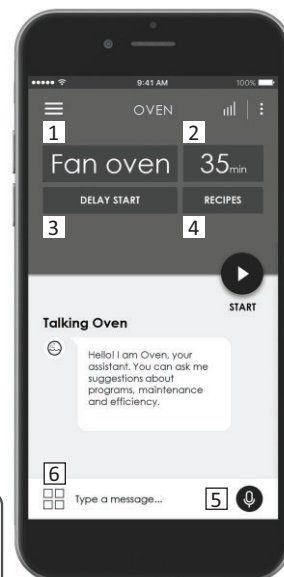 9:41 AM 100%
OVEN
1 2
Fan oven 35min
3 DELAY START 4 RECIPES
START
Talking Oven
Hello! I am Oven, your
assistant. You can ask me
suggestions about
programs, maintenance
and efficiency.
6
Type a message... 5